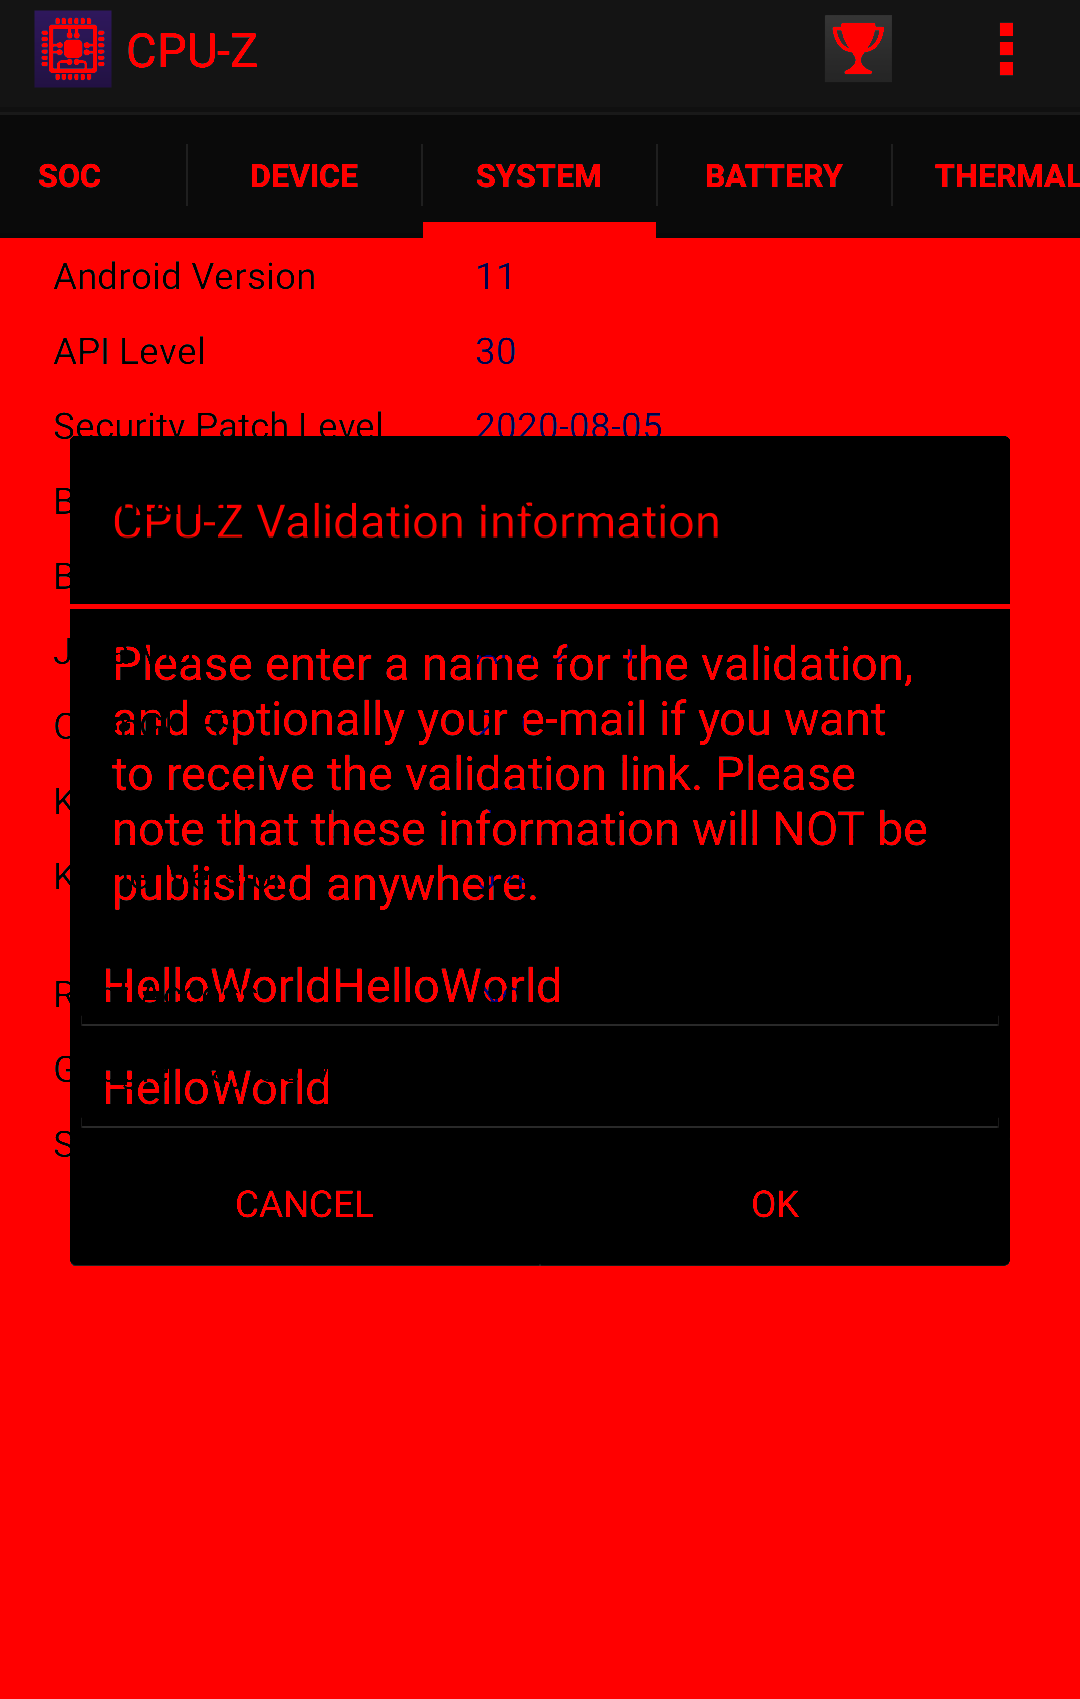 CPU-Z
SOC DEVICE SYSTEM BATTERY THERMAL
Android Version 11
API Level 30
Security Patch Level 2020-08-05
CPU-Z Validation information
Please enter a name for the validation,
and optionally your e-mail if you want
to receive the validation link. Please
note that these information will NOT be
published anywhere.
HelloWorldHelloWorld
HelloWorld
CANCEL OK